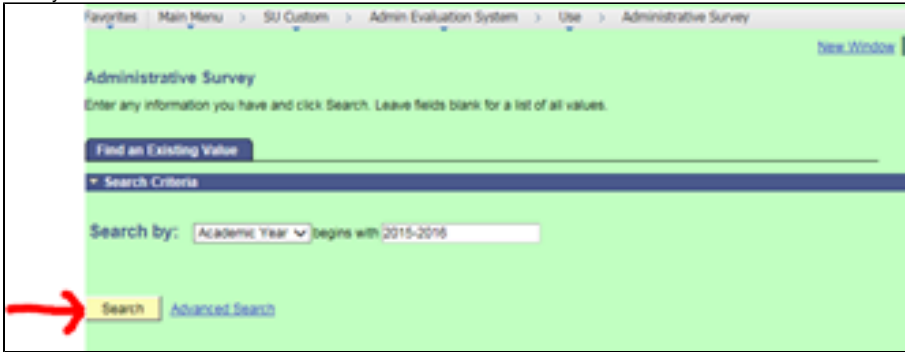 Favorites Main Menu > SU Custom > Admin Evaluation System > Use > Administrative Survey
New Window
Administrative Survey
Enter any information you have and click Search. Leave fields blank for a list of all values.
Find an Existing Value
Search Criteria
Search by: Academic Year begins with 2015-2016
Search Advanced Search